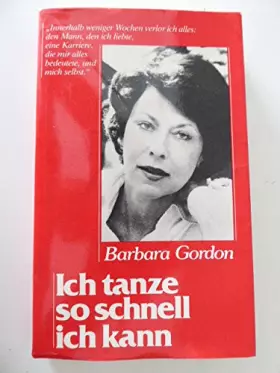 „Innerhalb weniger Wochen verlor ich alles:
den Mann, den ich liebte,
eine Karriere,
die mir alles
bedeutete, und
mich selbst."
Barbara Gordon
Ich tanze
so schnell
ich kann